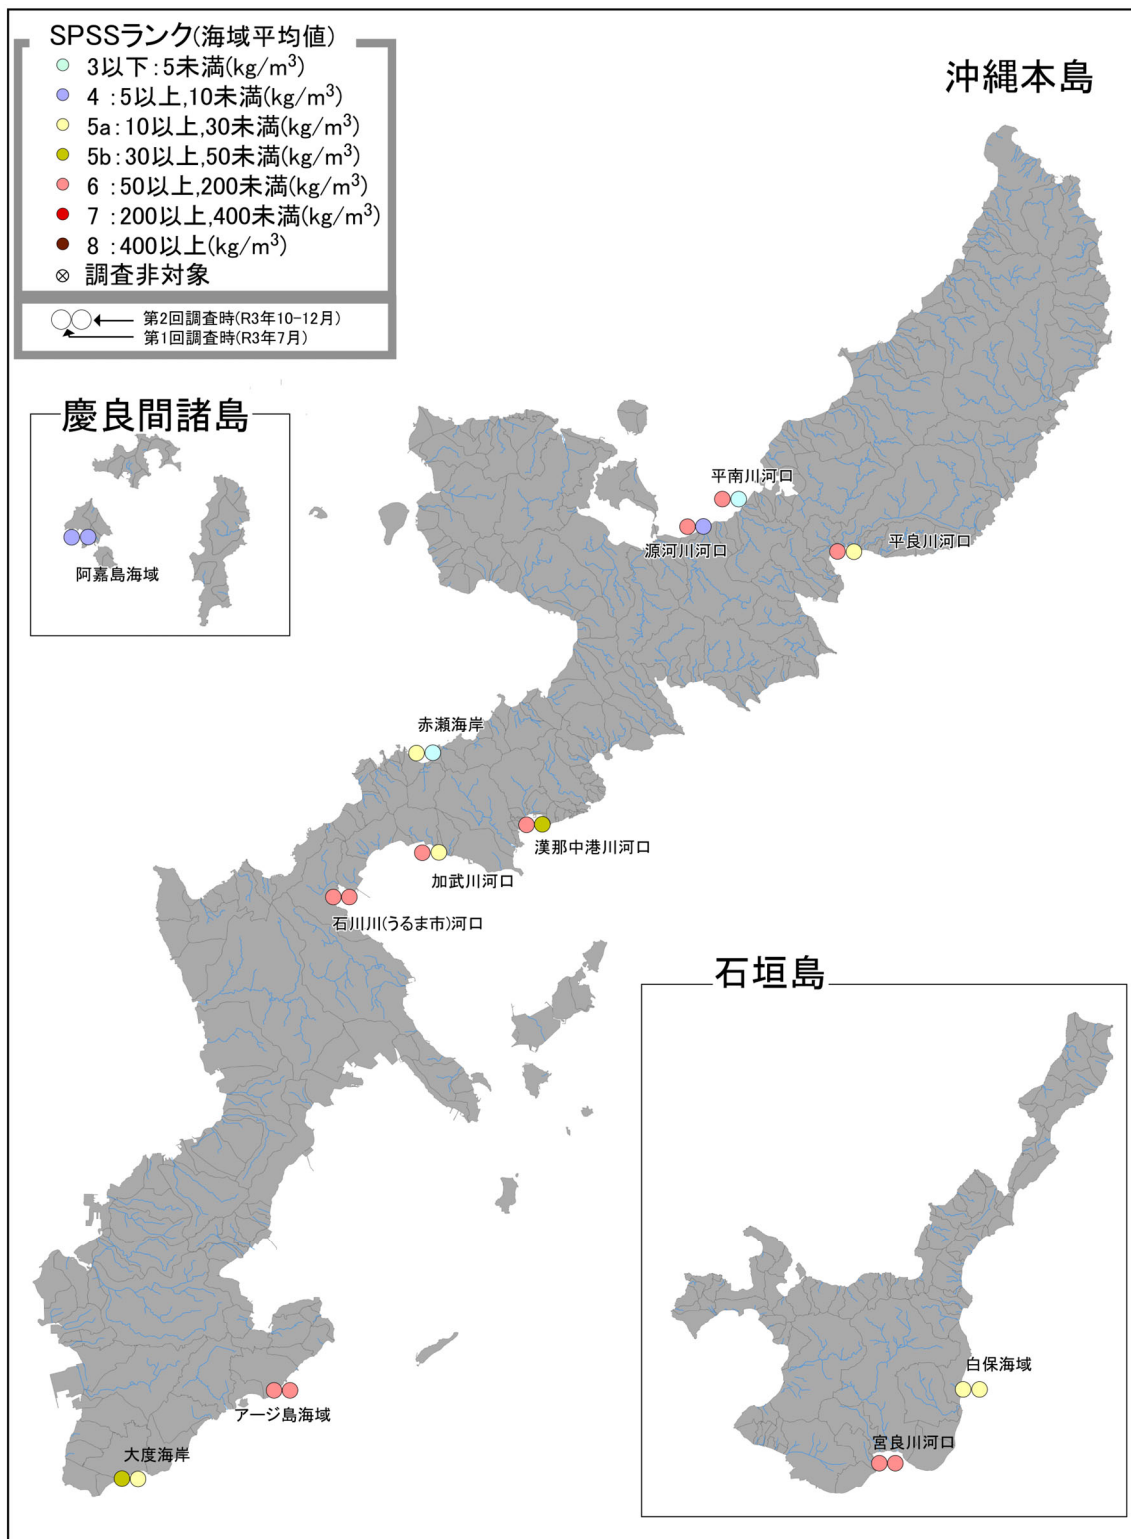 SPSSランク(海域平均値)
3以下:5未満(kg/m³)
4 :5以上,10未満(kg/m³)
5a:10以上,30未満(kg/m³)
5b:30以上,50未満(kg/m³)
6 :50以上,200未満(kg/m³)
7 :200以上,400未満(kg/m³)
8 :400以上(kg/m³)
調査非対象
第2回調査時(R3年10-12月)
第1回調査時(R3年7月)
沖縄本島
慶良間諸島
阿嘉島海域
平南川河口
源河川河口
平良川河口
赤瀬海岸
漢那中港川河口
加武川河口
石川川(うるま市)河口
石垣島
白保海域
宮良川河口
アージ島海域
大度海岸